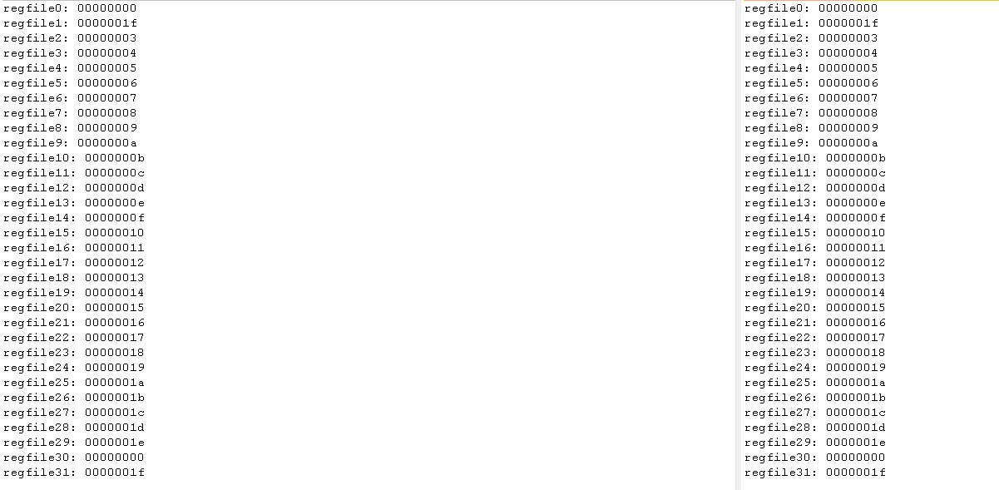 regfile0: 00000000
regfile1: 0000001f
regfile2: 00000003
regfile3: 00000004
regfile4: 00000005
regfile5: 00000006
regfile6: 00000007
regfile7: 00000008
regfile8: 00000009
regfile9: 0000000a
regfile10: 0000000b
regfile11: 0000000c
regfile12: 0000000d
regfile13: 0000000e
regfile14: 0000000f
regfile15: 00000010
regfile16: 00000011
regfile17: 00000012
regfile18: 00000013
regfile19: 00000014
regfile20: 00000015
regfile21: 00000016
regfile22: 00000017
regfile23: 00000018
regfile24: 00000019
regfile25: 0000001a
regfile26: 0000001b
regfile27: 0000001c
regfile28: 0000001d
regfile29: 0000001e
regfile30: 00000000
regfile31: 0000001f
regfile0: 00000000
regfile1: 0000001f
regfile2: 00000003
regfile3: 00000004
regfile4: 00000005
regfile5: 00000006
regfile6: 00000007
regfile7: 00000008
regfile8: 00000009
regfile9: 0000000a
regfile10: 0000000b
regfile11: 0000000c
regfile12: 0000000d
regfile13: 0000000e
regfile14: 0000000f
regfile15: 00000010
regfile16: 00000011
regfile17: 00000012
regfile18: 00000013
regfile19: 00000014
regfile20: 00000015
regfile21: 00000016
regfile22: 00000017
regfile23: 00000018
regfile24: 00000019
regfile25: 0000001a
regfile26: 0000001b
regfile27: 0000001c
regfile28: 0000001d
regfile29: 0000001e
regfile30: 00000000
regfile31: 0000001f